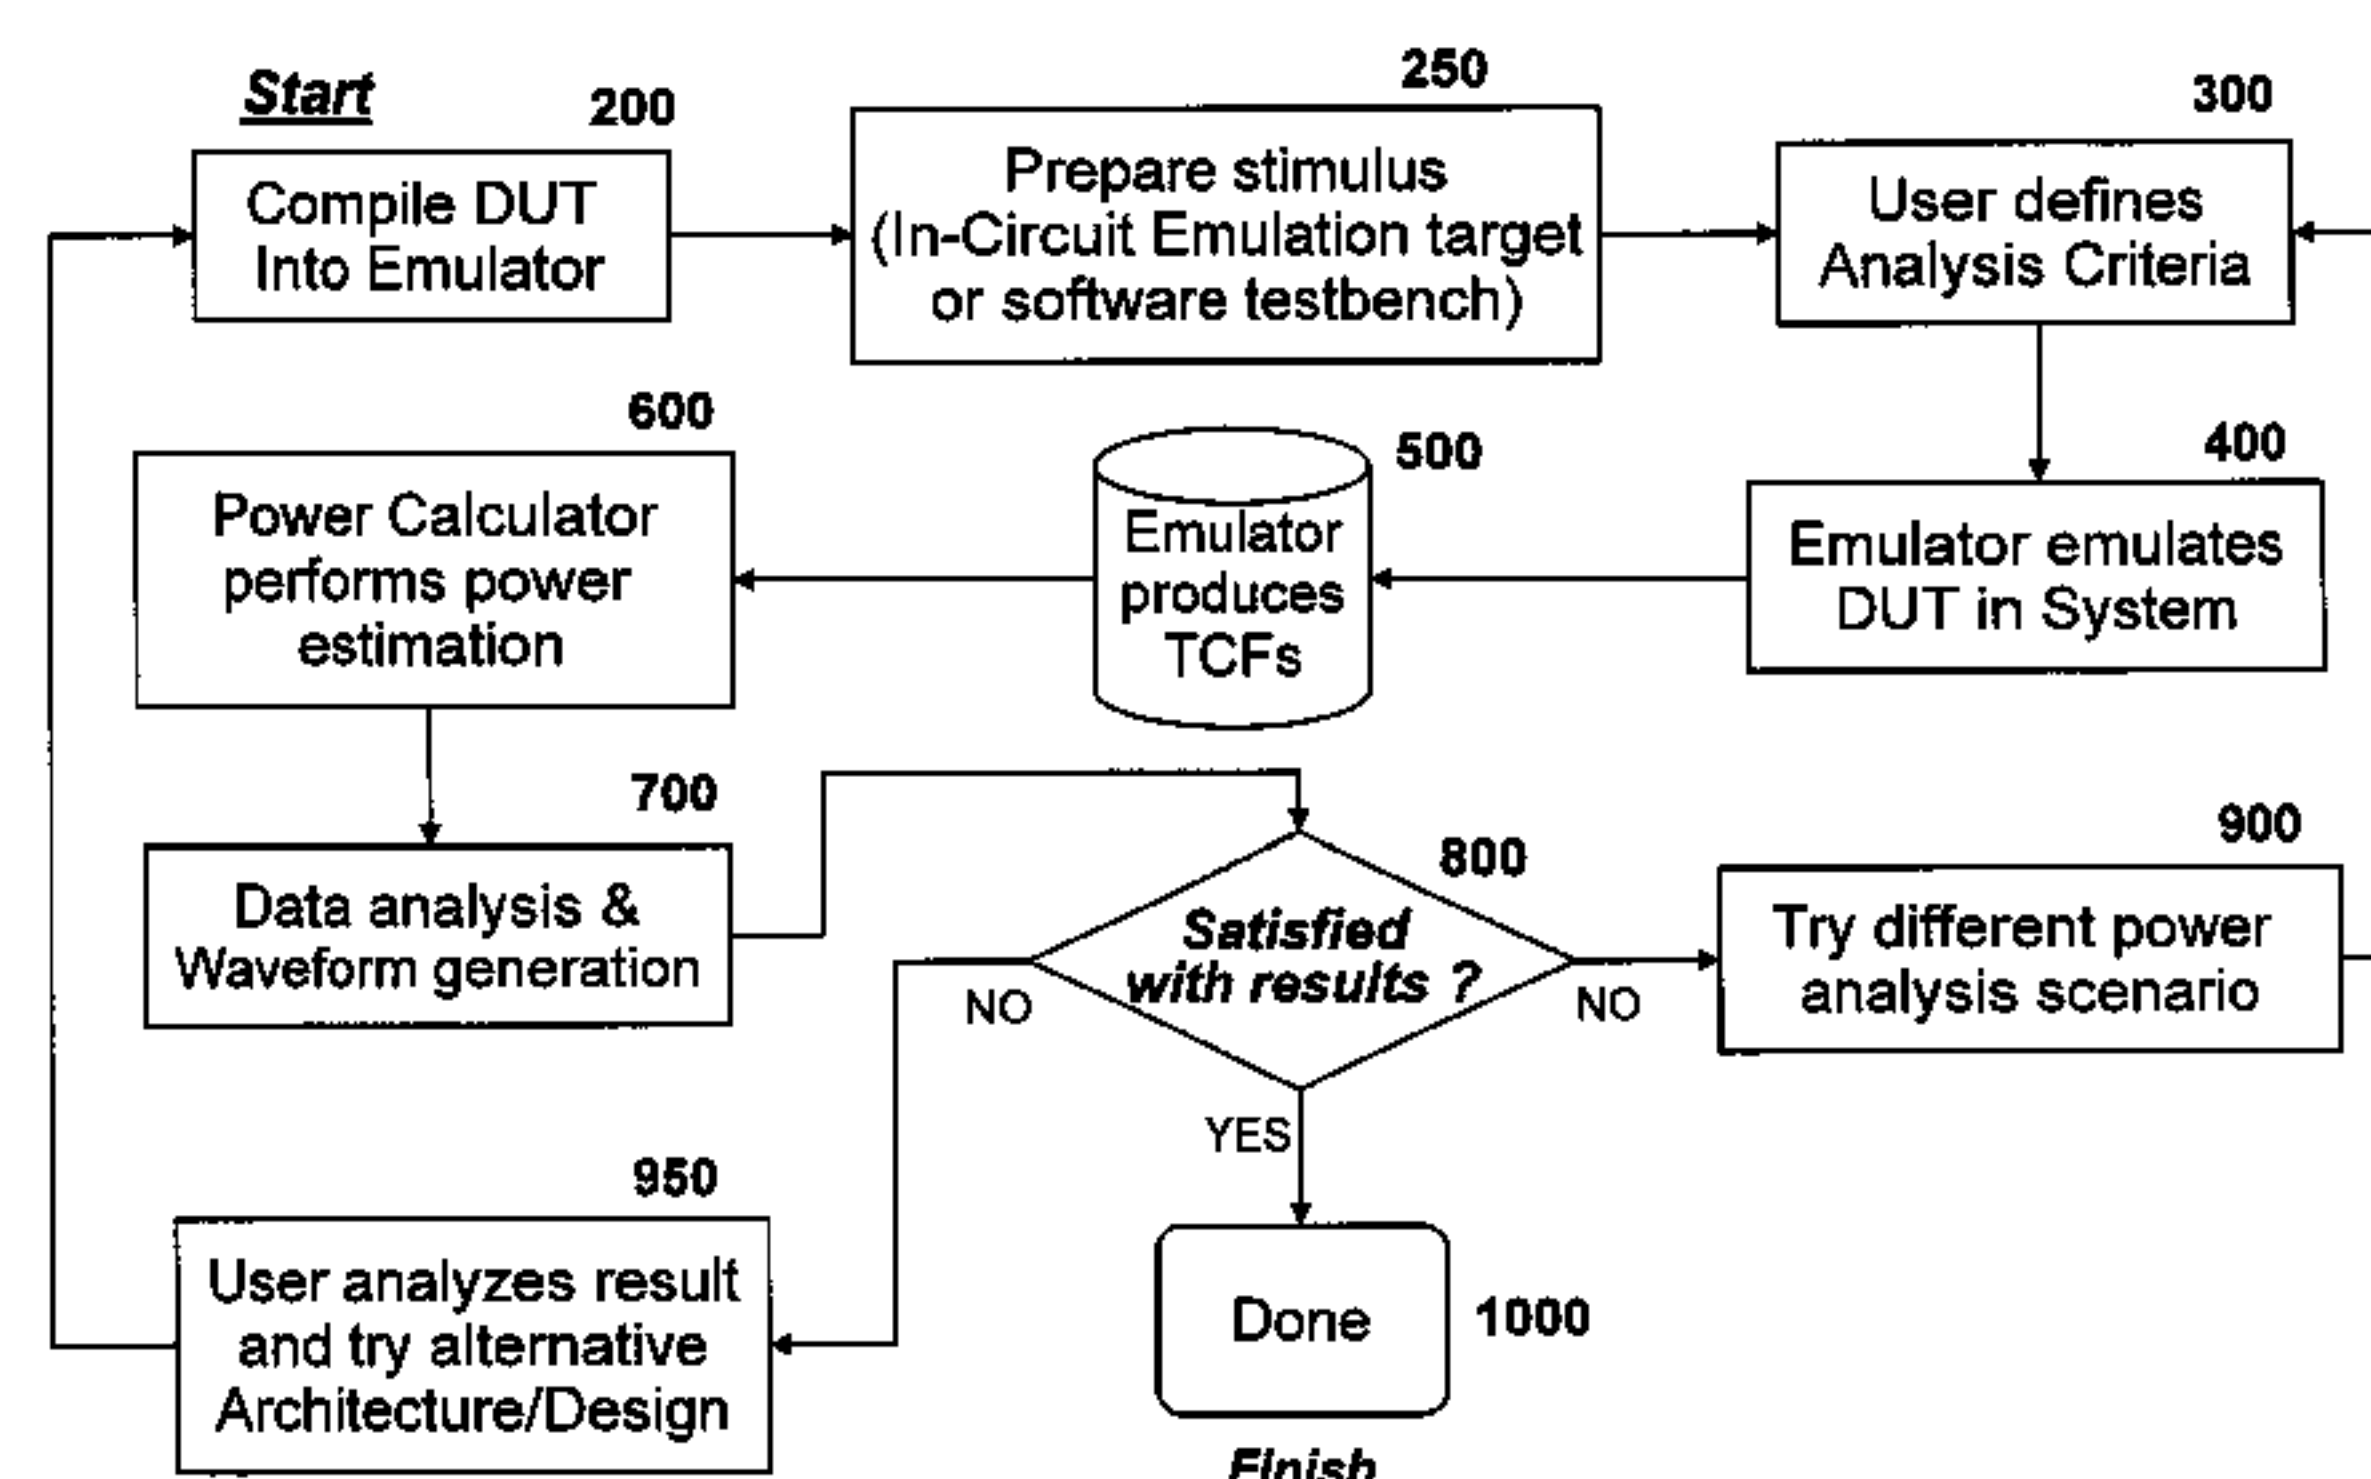 Start
200
Compile DUT
Into Emulator
250
Prepare stimulus
(In-Circuit Emulation target
or software testbench)
300
User defines
Analysis Criteria
600
Power Calculator
performs power
estimation
500
Emulator
produces
TCFs
400
Emulator emulates
DUT in System
700
Data analysis &
Waveform generation
800
Satisfied
with results ?
NO
NO
YES
900
Try different power
analysis scenario
950
User analyzes result
and try alternative
Architecture/Design
Done
1000
Finish